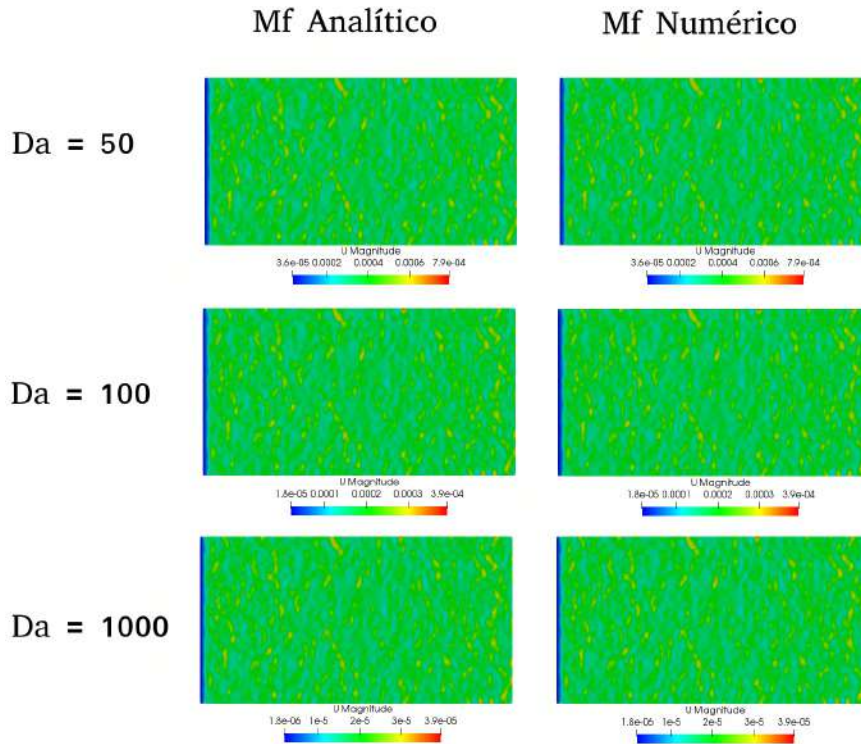 Mf Analítico Mf Numérico
Da = 50
U Magnitude U Magnitude
3.6e-05 0.0002 0.0004 0.0006 7.9e-04 3.6e-05 0.0002 0.0004 0.0006 7.9e-04
Da = 100
U Magnitude U Magnitude
1.8e-05 0.0001 0.0002 0.0003 3.9e-04 1.8e-05 0.0001 0.0002 0.0003 3.9e-04
Da = 1000
U Magnitude U Magnitude
1.8e-06 1e-5 2e-5 3e-5 3.9e-05 1.8e-06 1e-5 2e-5 3e-5 3.9e-05